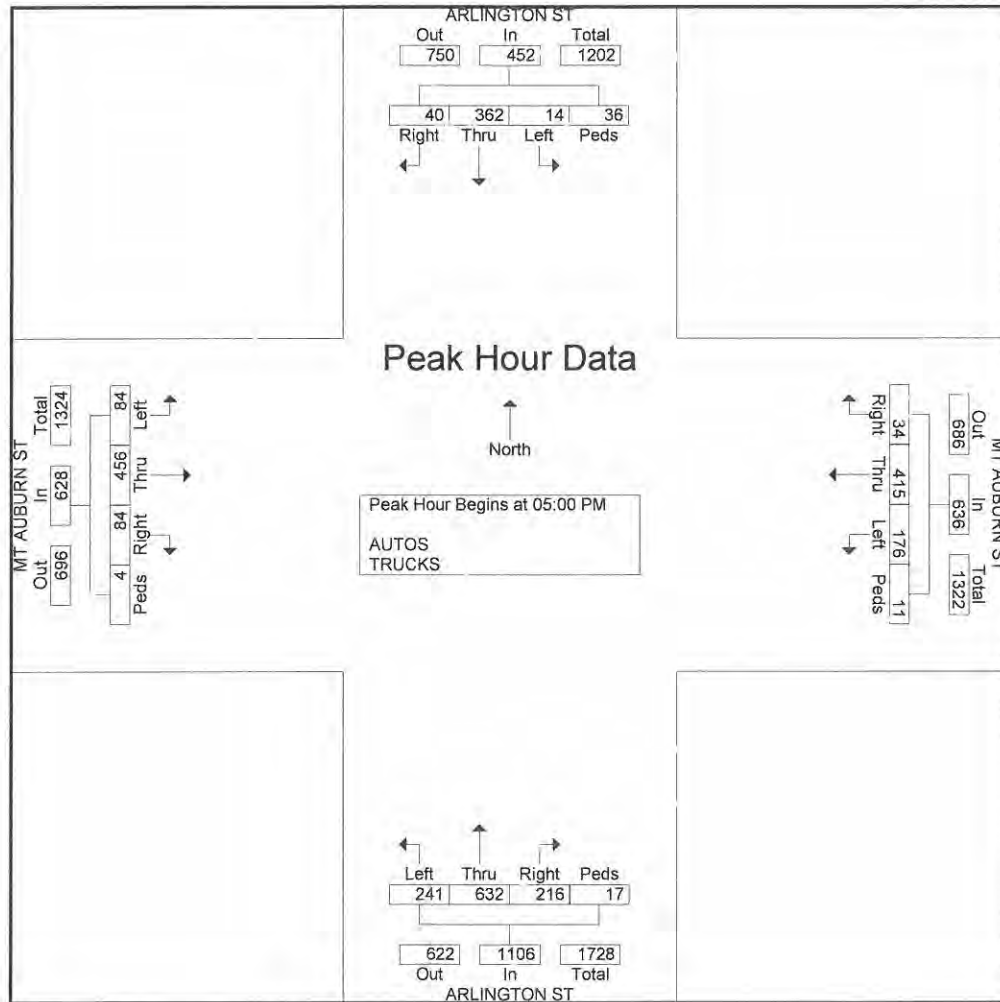 ARLINGTON ST
Out In Total
750 452 1202
40 362 14 36
Right Thru Left Peds
Peak Hour Data
North
Peak Hour Begins at 05:00 PM
AUTOS
TRUCKS
MT AUBURN ST
Out In Total
696 628 1324
Left Thru Right Peds
84 456 84 4
MT AUBURN ST
Out In Total
686 636 1322
34 415 176 11
Right Thru Left Peds
Left Thru Right Peds
241 632 216 17
622 1106 1728
Out In Total
ARLINGTON ST